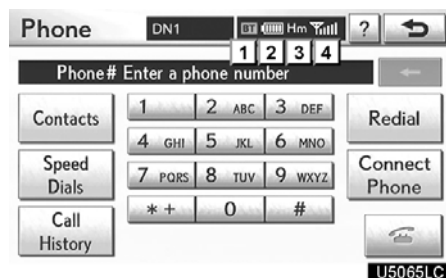 Phone DN1 BT Hm ?
1 2 3 4
Phone# Enter a phone number
Contacts
1 2 ABC 3 DEF
Redial
4 GHI 5 JKL 6 MNO
Speed
Dials
7 PQRS 8 TUV 9 WXYZ
Connect
Phone
* + 0 #
Call
History
U5065LC